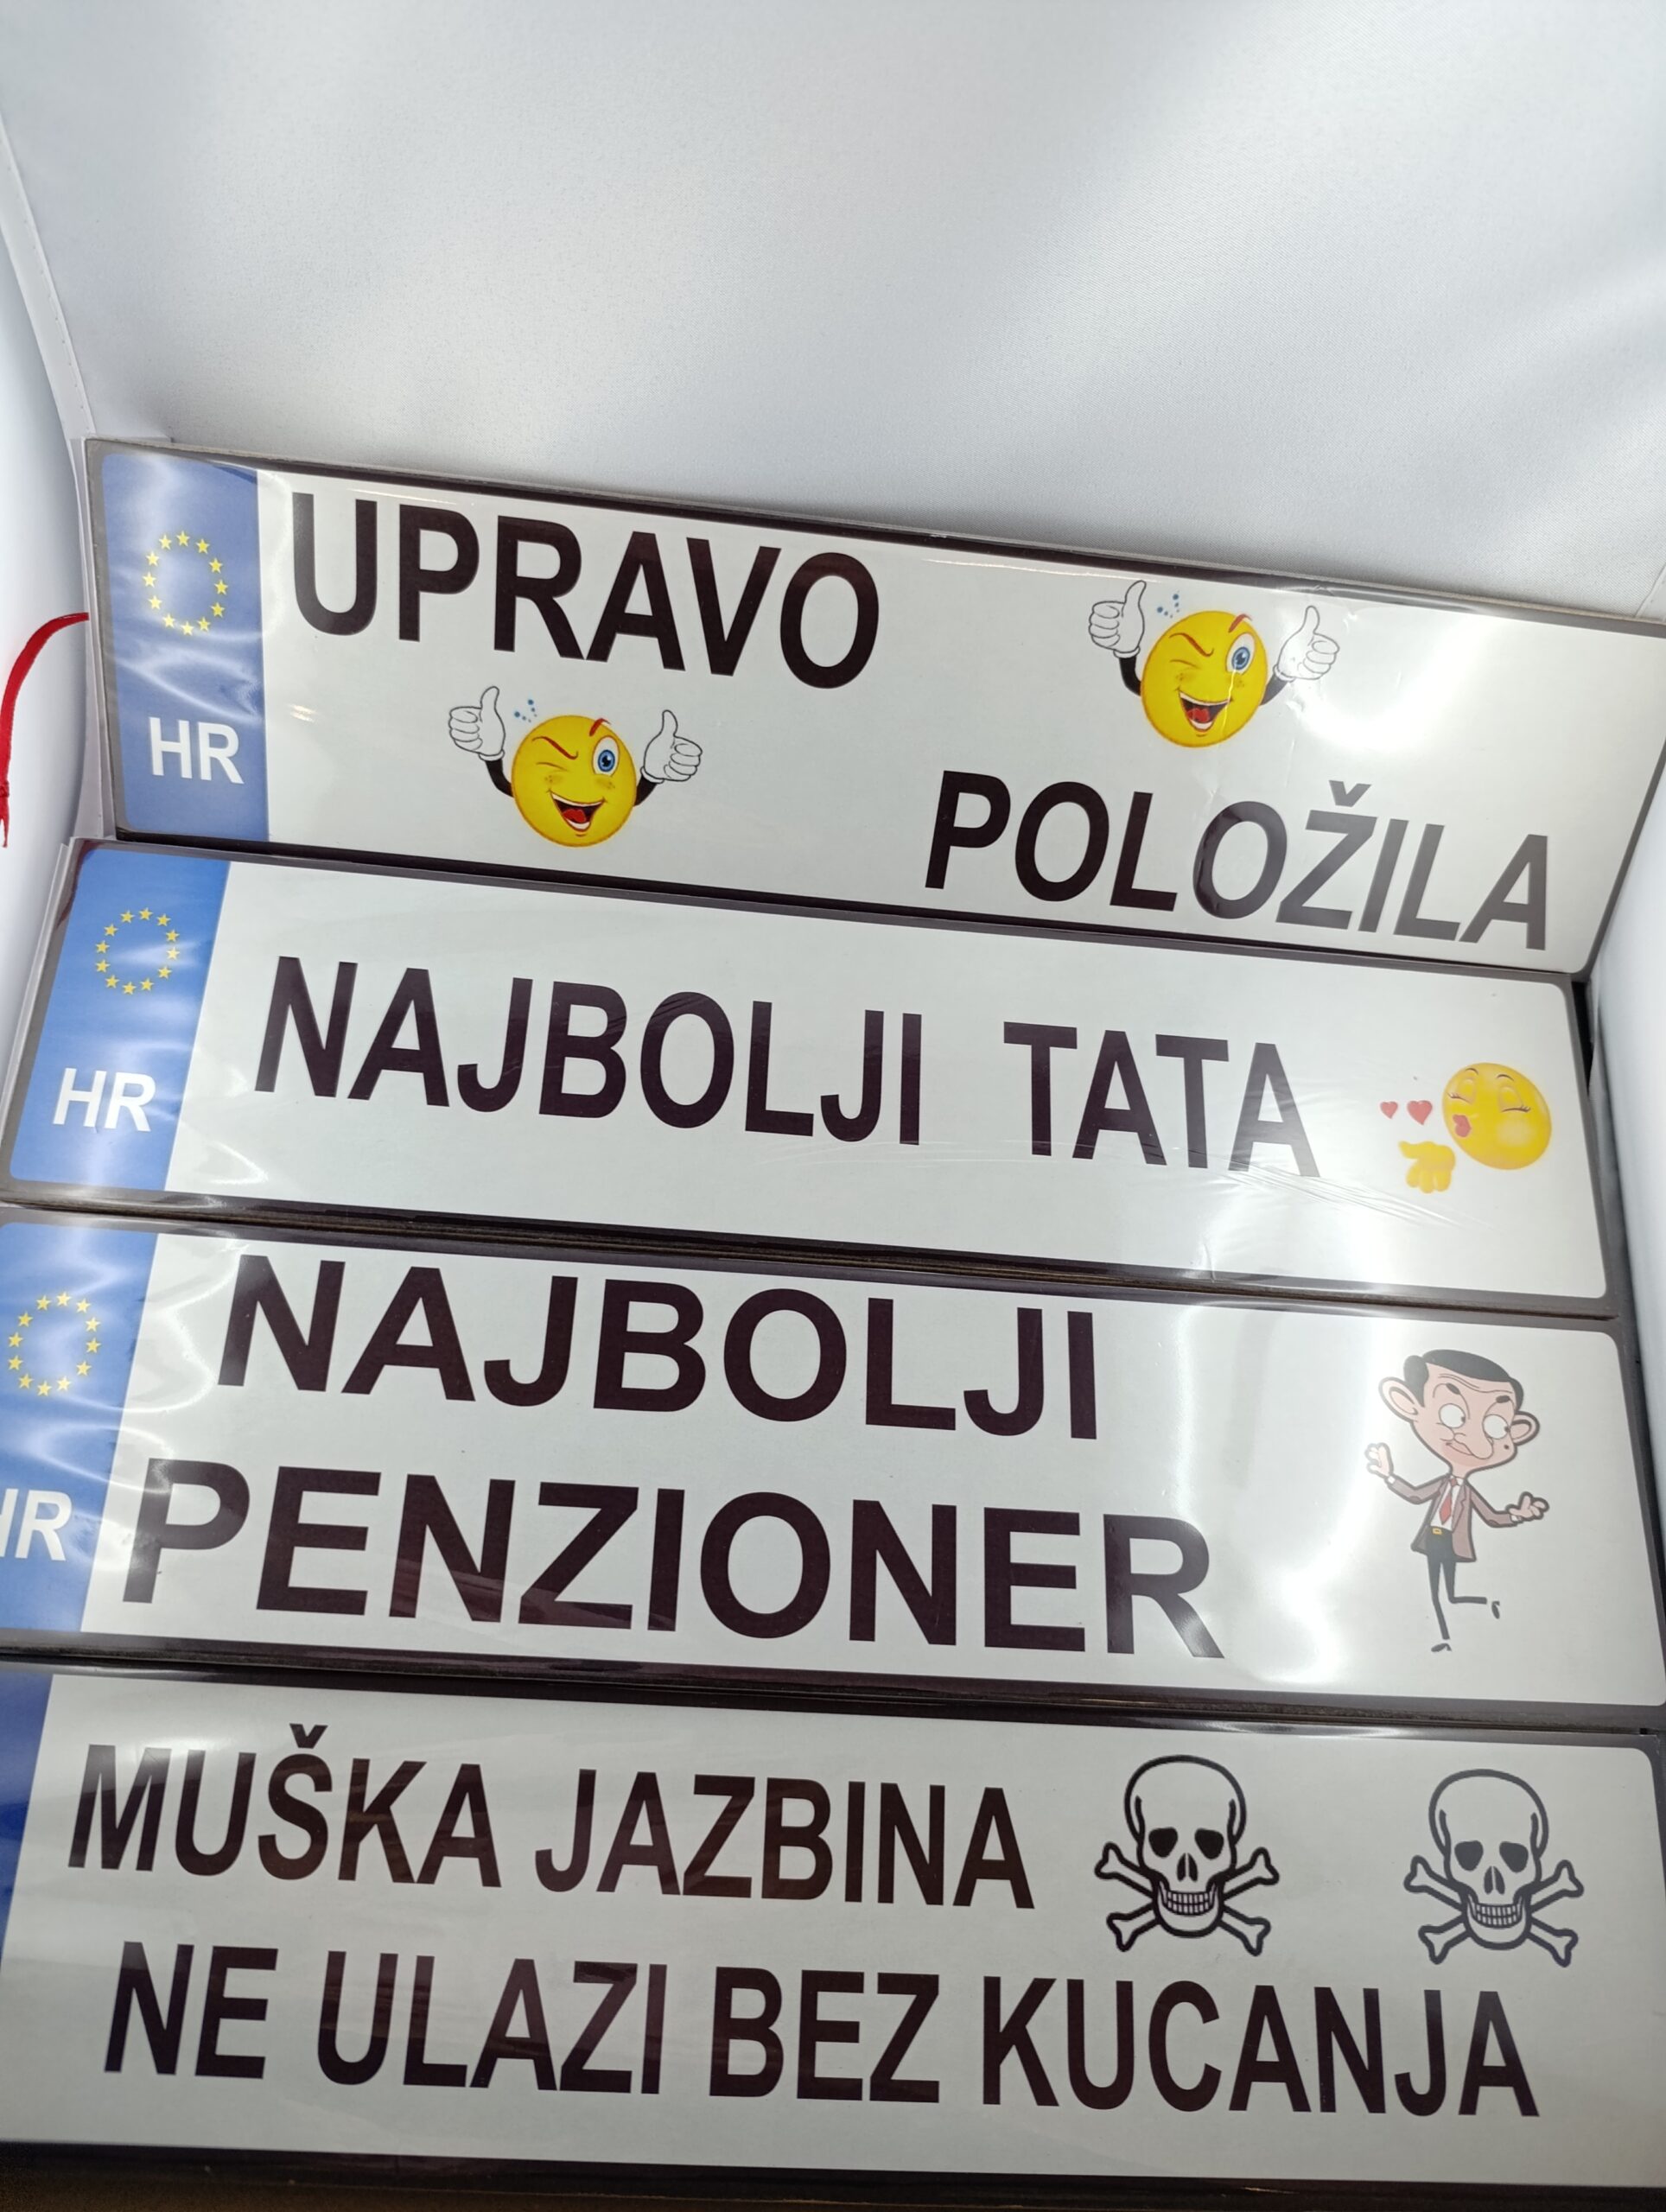 UPRAVO
HR
POLOŽILA
NAJBOLJI TATA
HR
NAJBOLJI
HR
PENZIONER
MUŠKA JAZBINA
NE ULAZI BEZ KUCANJA